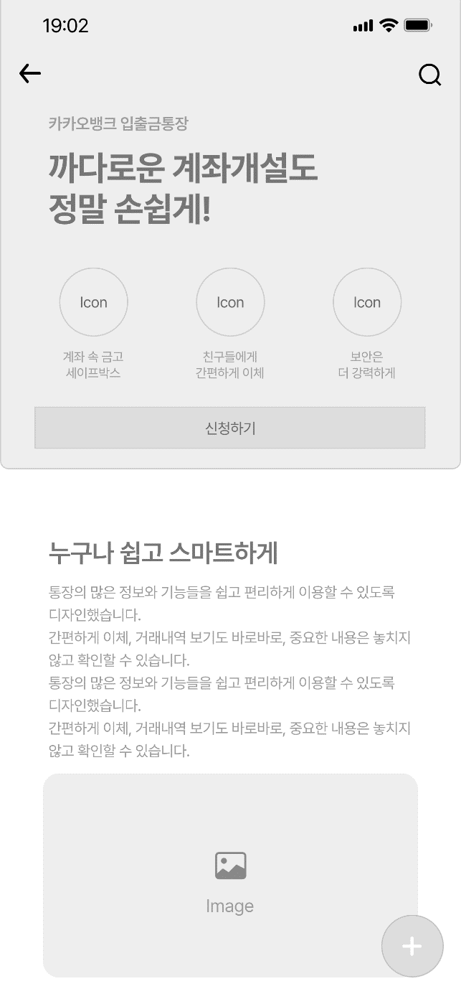 19:02
카카오뱅크 입출금통장
까다로운 계좌개설도
정말 손쉽게!
Icon
Icon
Icon
계좌 속 금고
세이프박스
친구들에게
간편하게 이체
보안은
더 강력하게
신청하기
누구나 쉽고 스마트하게
통장의 많은 정보와 기능들을 쉽고 편리하게 이용할 수 있도록
디자인했습니다.
간편하게 이체, 거래내역 보기도 바로바로, 중요한 내용은 놓치지
않고 확인할 수 있습니다.
통장의 많은 정보와 기능들을 쉽고 편리하게 이용할 수 있도록
디자인했습니다.
간편하게 이체, 거래내역 보기도 바로바로, 중요한 내용은 놓치지
않고 확인할 수 있습니다.
Image